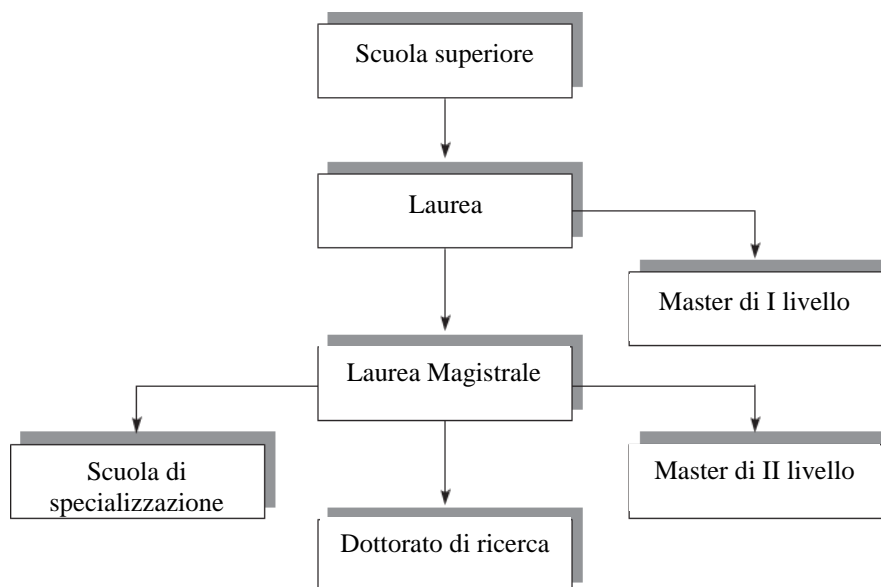 Scuola superiore
Laurea
Master di I livello
Laurea Magistrale
Scuola di
specializzazione
Master di II livello
Dottorato di ricerca